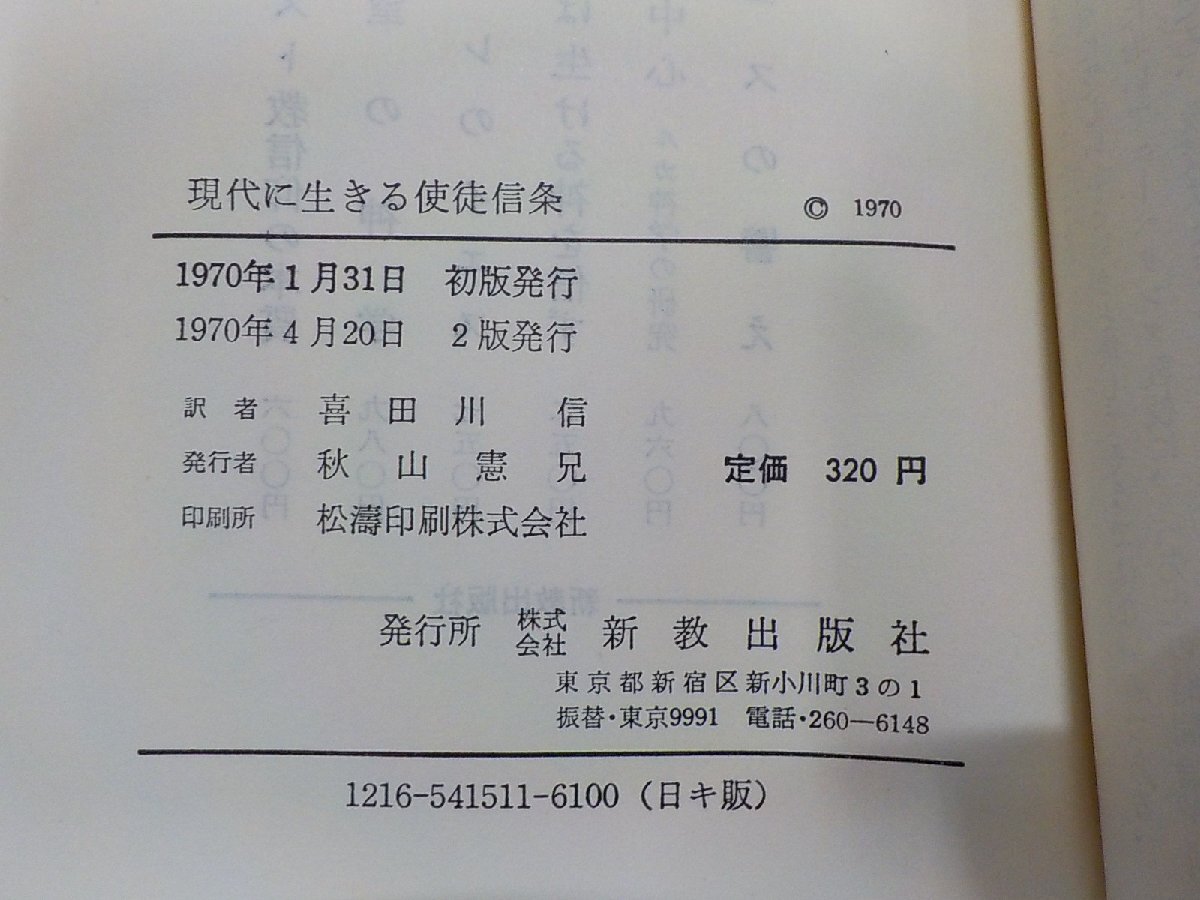 現代に生きる使徒信条 © 1970
1970年1月31日 初版発行
1970年4月20日 2版発行
訳者 喜田川 信
発行者 秋山憲兄 定価 320円
印刷所 松濤印刷株式会社
発行所 株式会社 新教出版社
東京都新宿区新小川町3の1
振替・東京9991 電話・260—6148
1216-541511-6100（日キ販）